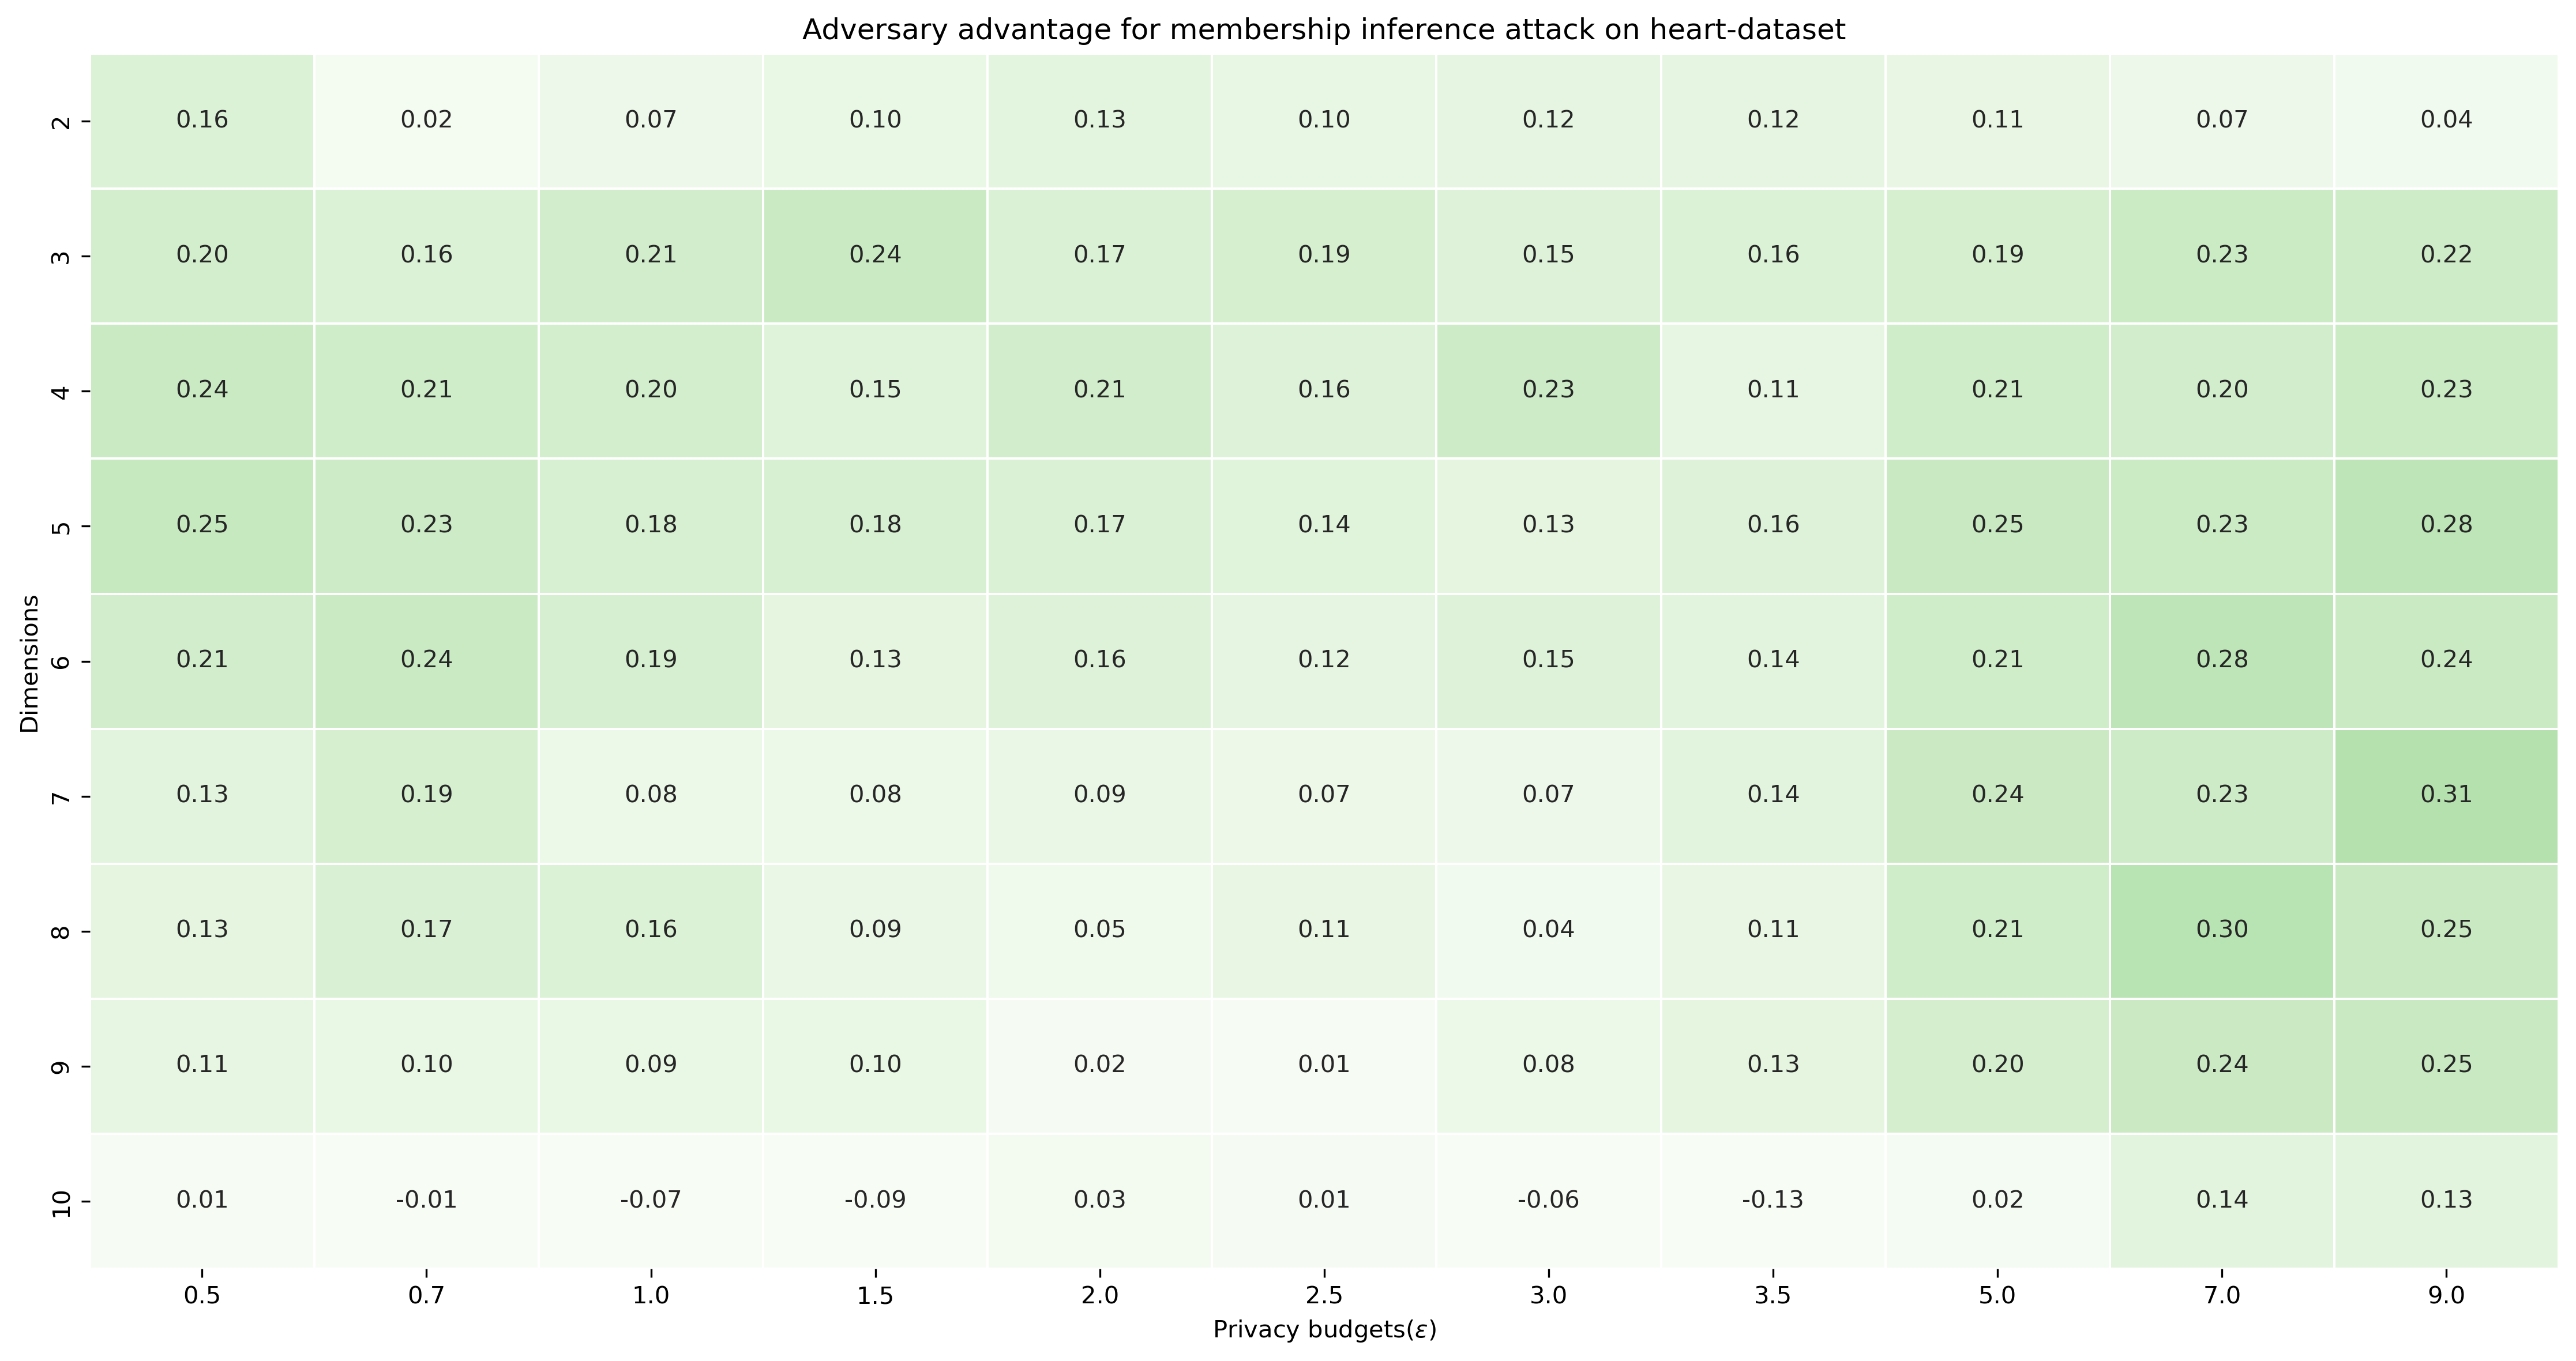 Adversary advantage for membership inference attack on heart-dataset
2 0.16 0.02 0.07 0.10 0.13 0.10 0.12 0.12 0.11 0.07 0.04
3 0.20 0.16 0.21 0.24 0.17 0.19 0.15 0.16 0.19 0.23 0.22
4 0.24 0.21 0.20 0.15 0.21 0.16 0.23 0.11 0.21 0.20 0.23
5 0.25 0.23 0.18 0.18 0.17 0.14 0.13 0.16 0.25 0.23 0.28
Dimensions
6 0.21 0.24 0.19 0.13 0.16 0.12 0.15 0.14 0.21 0.28 0.24
7 0.13 0.19 0.08 0.08 0.09 0.07 0.07 0.14 0.24 0.23 0.31
8 0.13 0.17 0.16 0.09 0.05 0.11 0.04 0.11 0.21 0.30 0.25
9 0.11 0.10 0.09 0.10 0.02 0.01 0.08 0.13 0.20 0.24 0.25
10 0.01 -0.01 -0.07 -0.09 0.03 0.01 -0.06 -0.13 0.02 0.14 0.13
0.5 0.7 1.0 1.5 2.0 2.5 3.0 3.5 5.0 7.0 9.0
Privacy budgets(ε)